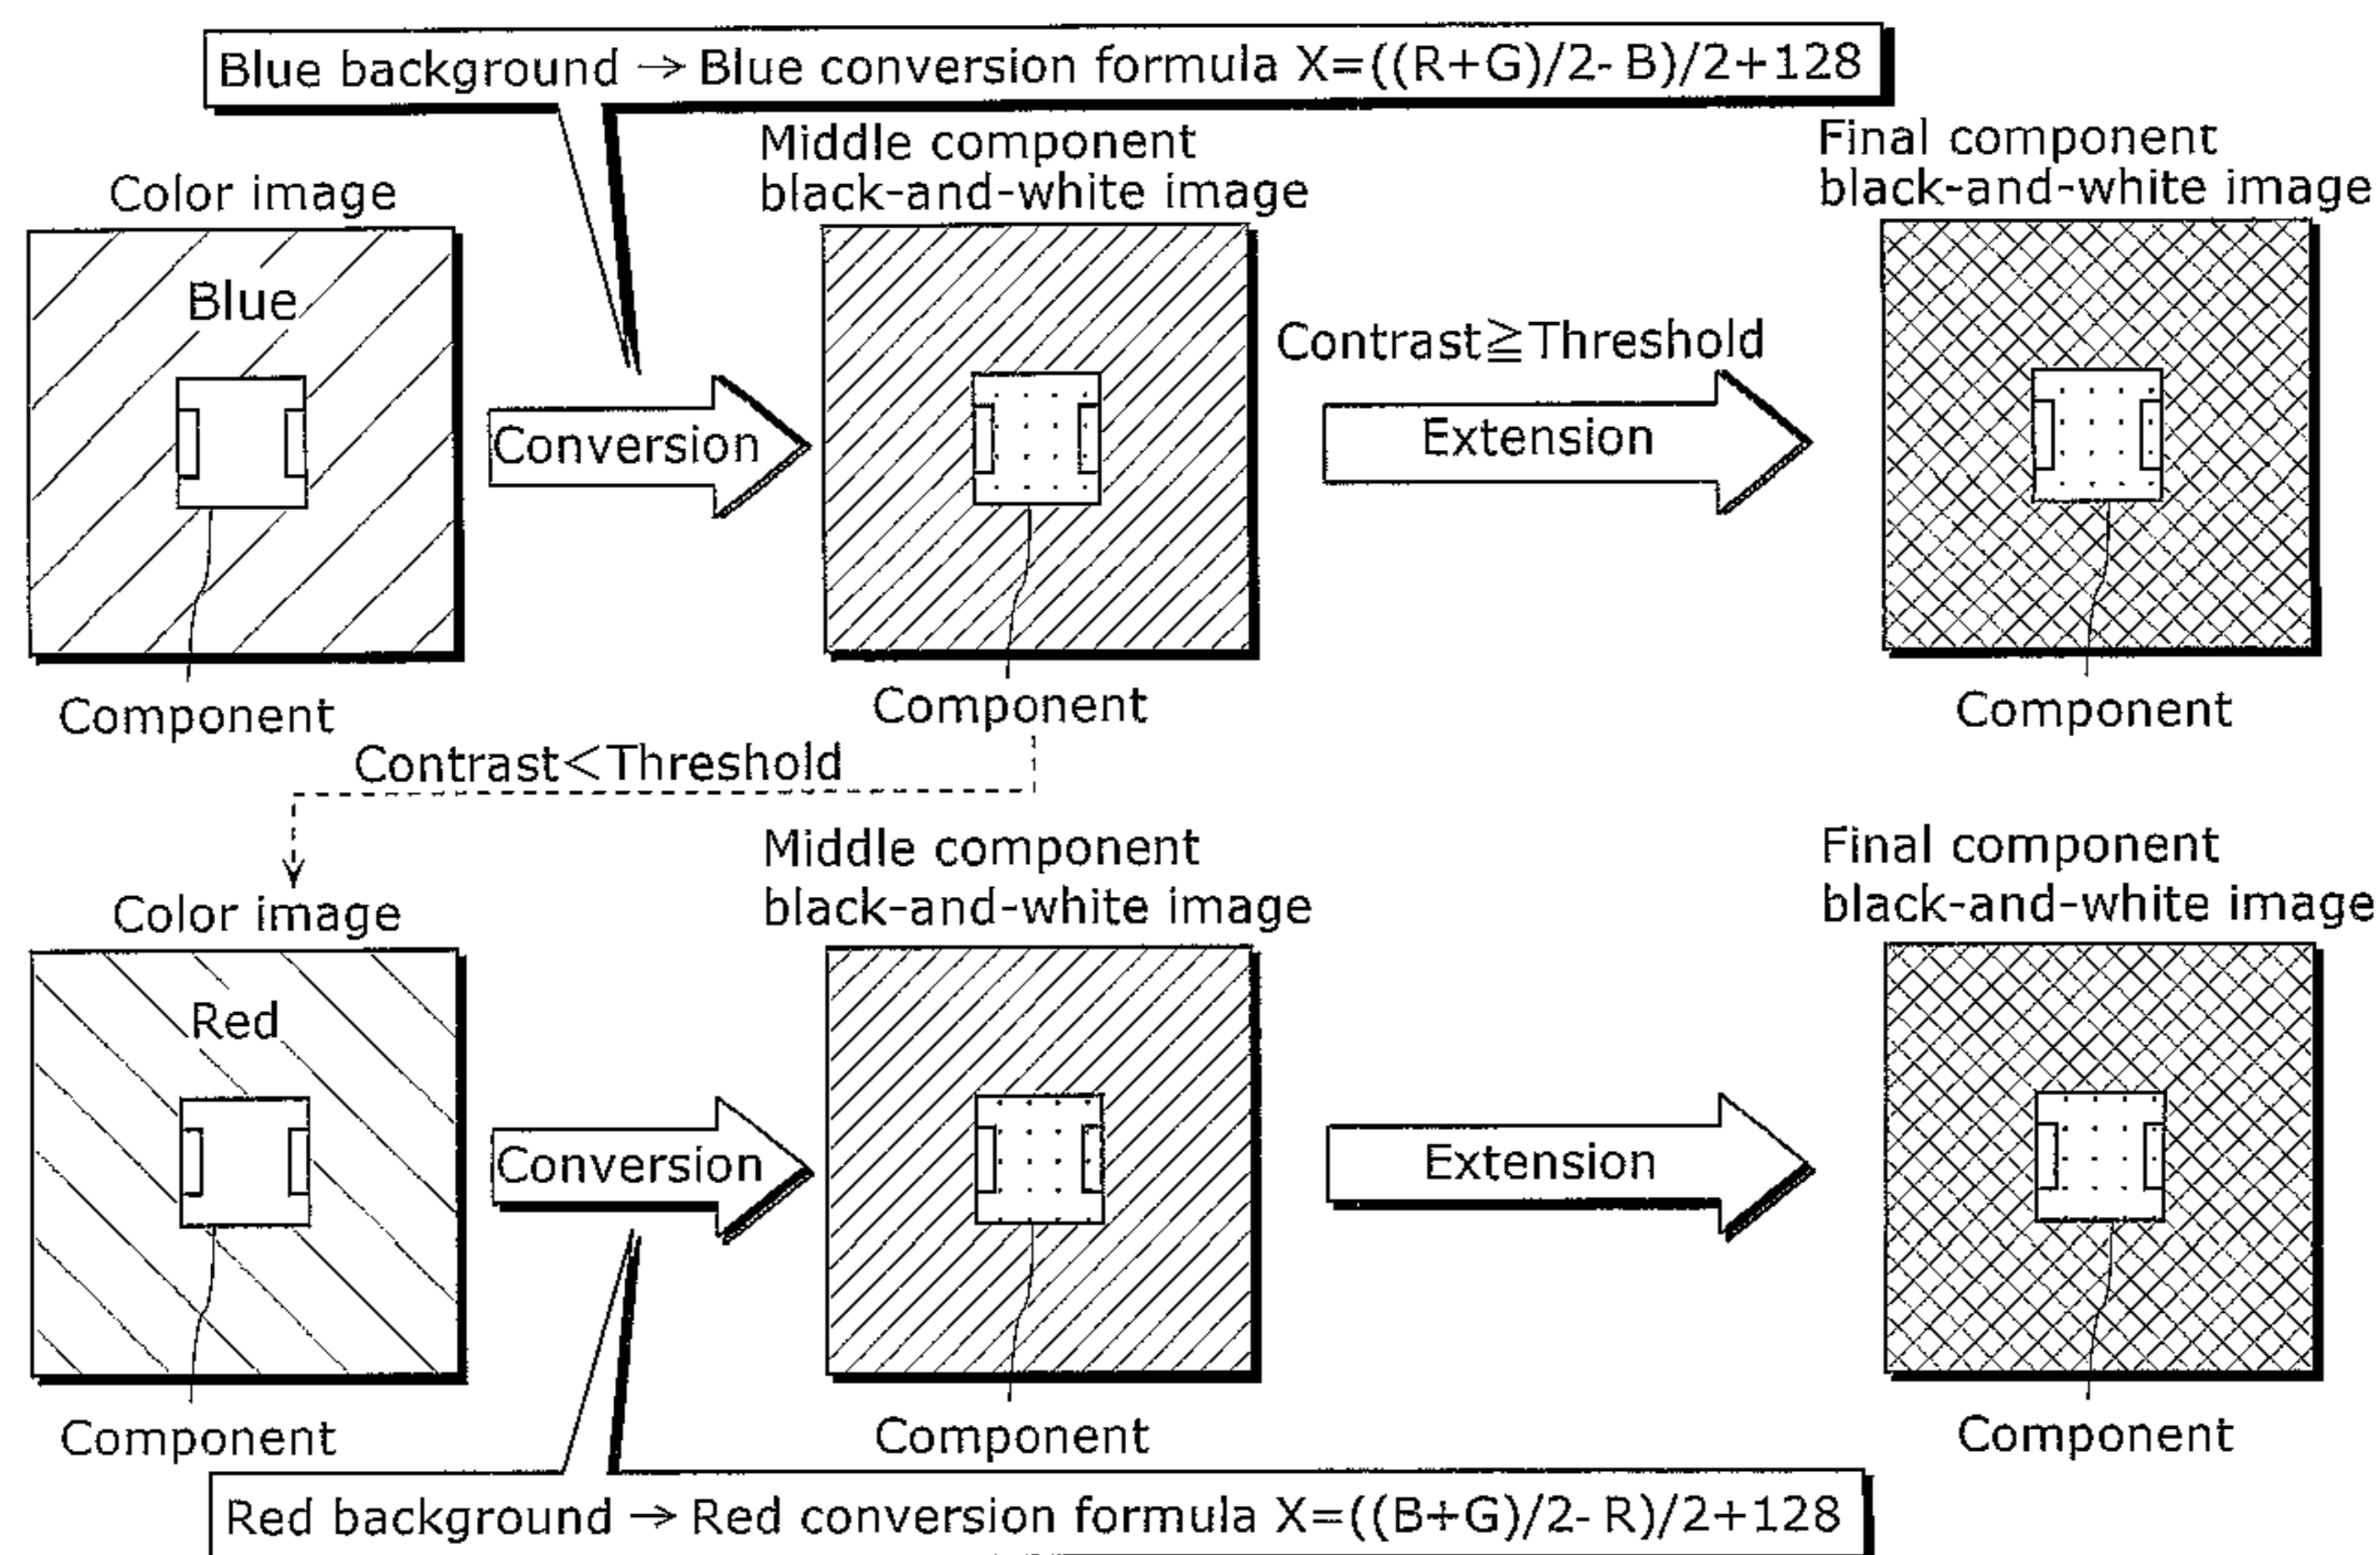 Blue background → Blue conversion formula X=((R+G)/2- B)/2+128
Color image
Middle component
black-and-white image
Final component
black-and-white image
Blue
Conversion
Contrast≧Threshold
Extension
Component
Component
Component
Contrast<Threshold
Color image
Middle component
black-and-white image
Final component
black-and-white image
Red
Conversion
Extension
Component
Component
Component
Red background → Red conversion formula X=((B+G)/2- R)/2+128